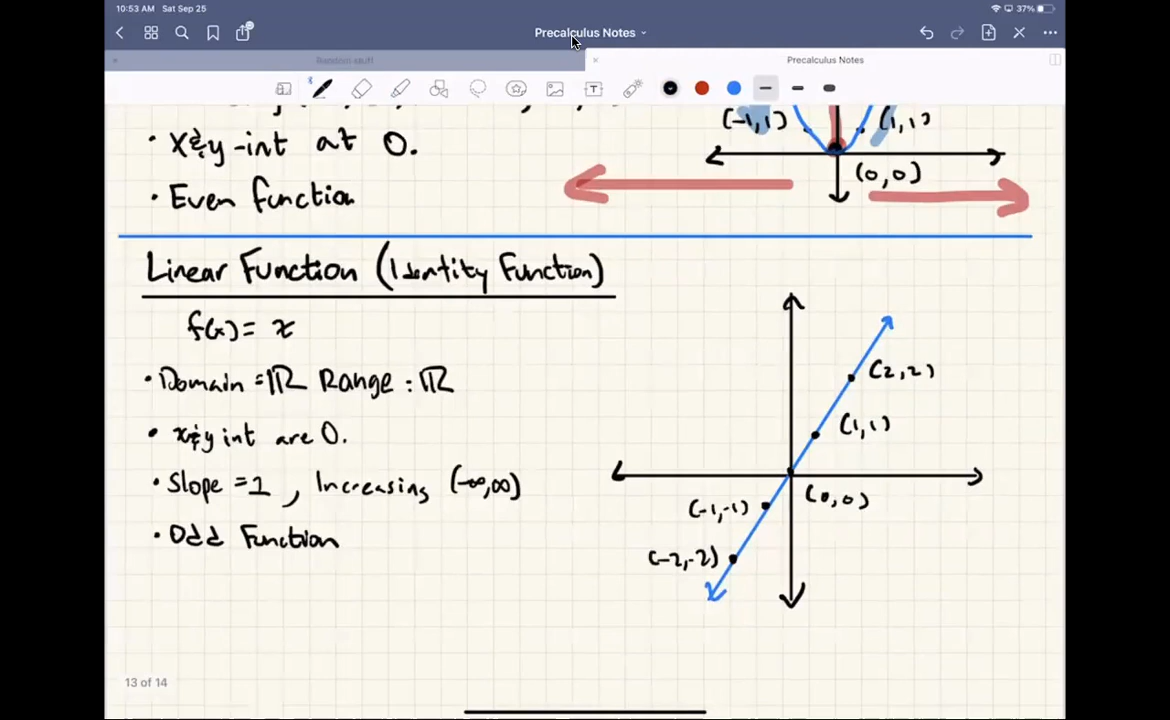 10:53 AM Sat Sep 25
37%
Precalculus Notes
Random stuff
Precalculus Notes
• X&y-int at 0.
• Even function
(-1,1)
(1,1)
(0,0)
Linear Function (Identity Function)
f(x)= x
• Domain = ℝ Range : ℝ
• x&y int are 0.
• Slope = 1, Increasing (-∞,∞)
• Odd Function
(2,2)
(1,1)
(0,0)
(-1,-1)
(-2,-2)
13 of 14